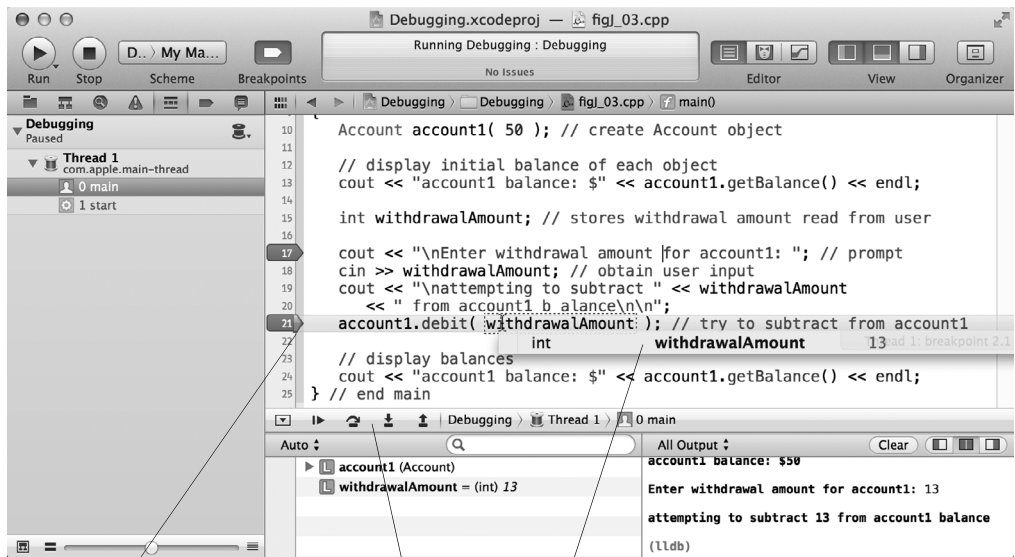 Debugging.xcodeproj — figJ_03.cpp
Run Stop Scheme Breakpoints
D.. 〉 My Ma...
Running Debugging : Debugging
No Issues
Editor View Organizer
Debugging 〉 Debugging 〉 figJ_03.cpp 〉 main()
Debugging
Paused
Thread 1
com.apple.main-thread
0 main
1 start
10 Account account1( 50 ); // create Account object
11
12 // display initial balance of each object
13 cout << "account1 balance: $" << account1.getBalance() << endl;
14
15 int withdrawalAmount; // stores withdrawal amount read from user
16
17 cout << "\nEnter withdrawal amount for account1: "; // prompt
18 cin >> withdrawalAmount; // obtain user input
19 cout << "\nattempting to subtract " << withdrawalAmount
20 << " from account1 b alance\n\n";
21 account1.debit( withdrawalAmount ); // try to subtract from account1
int withdrawalAmount 13
Thread 1: breakpoint 2.1
22
23 // display balances
24 cout << "account1 balance: $" << account1.getBalance() << endl;
25 } // end main
Debugging 〉 Thread 1 〉 0 main
Auto
account1 (Account)
withdrawalAmount = (int) 13
All Output Clear
account1 balance: $50
Enter withdrawal amount for account1: 13
attempting to subtract 13 from account1 balance
(lldb)